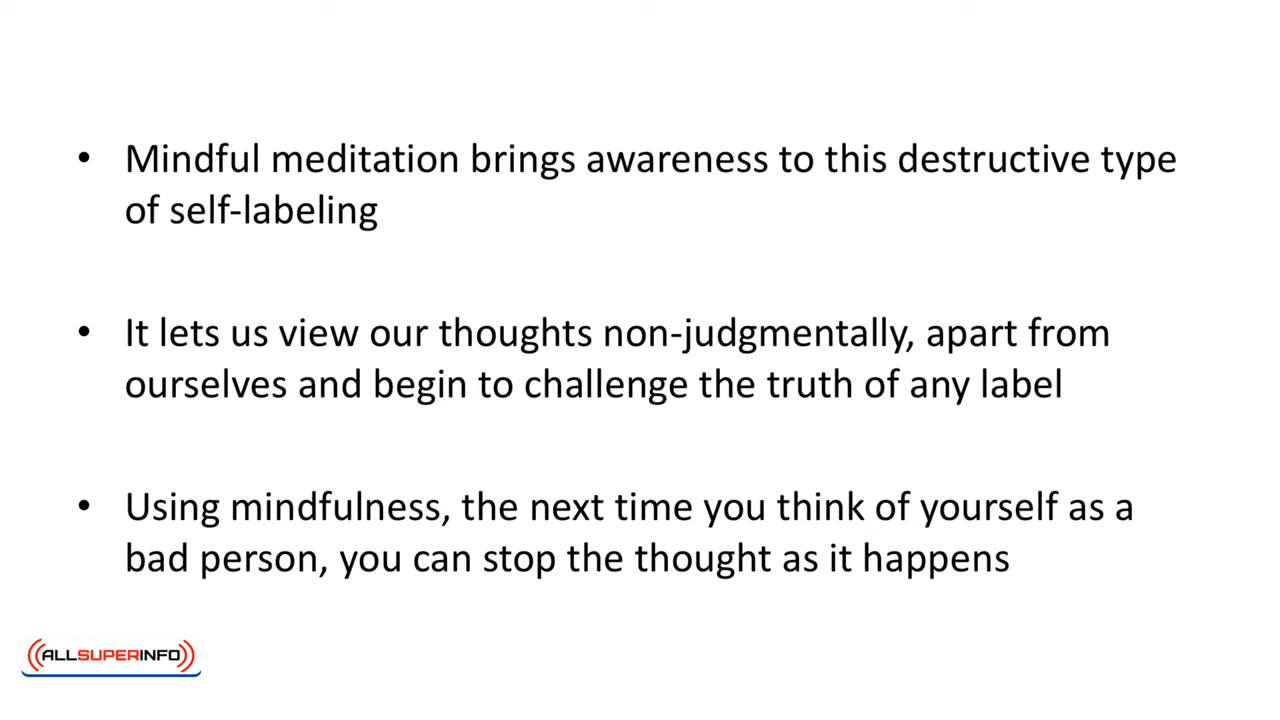 • Mindful meditation brings awareness to this destructive type
of self-labeling
• It lets us view our thoughts non-judgmentally, apart from
ourselves and begin to challenge the truth of any label
• Using mindfulness, the next time you think of yourself as a
bad person, you can stop the thought as it happens
ALLSUPERINFO